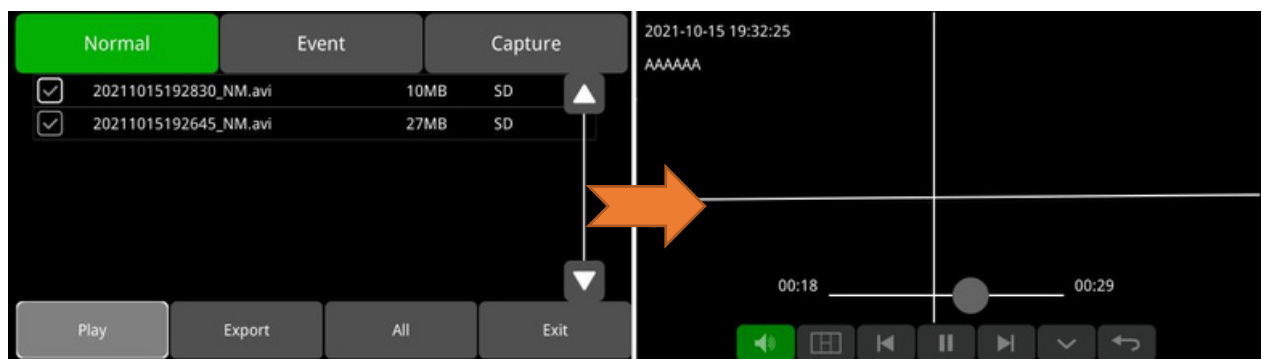 Normal Event Capture
20211015192830_NM.avi 10MB SD
20211015192645_NM.avi 27MB SD
Play Export All Exit
2021-10-15 19:32:25
AAAAAA
00:18 00:29